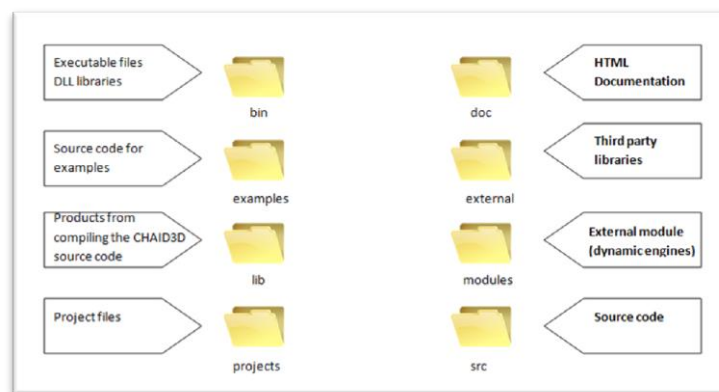 Executable files
DLL libraries
bin
doc
HTML
Documentation
Source code for
examples
examples
external
Third party
libraries
Products from
compiling the CHAID3D
source code
lib
modules
External module
(dynamic engines)
Project files
projects
src
Source code